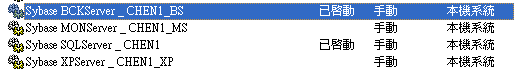 Sybase BCKServer _ CHEN1_BS 已啟動 手動 本機系統
Sybase MONServer _ CHEN1_MS 手動 本機系統
Sybase SQLServer _ CHEN1 已啟動 手動 本機系統
Sybase XPServer _ CHEN1_XP 手動 本機系統